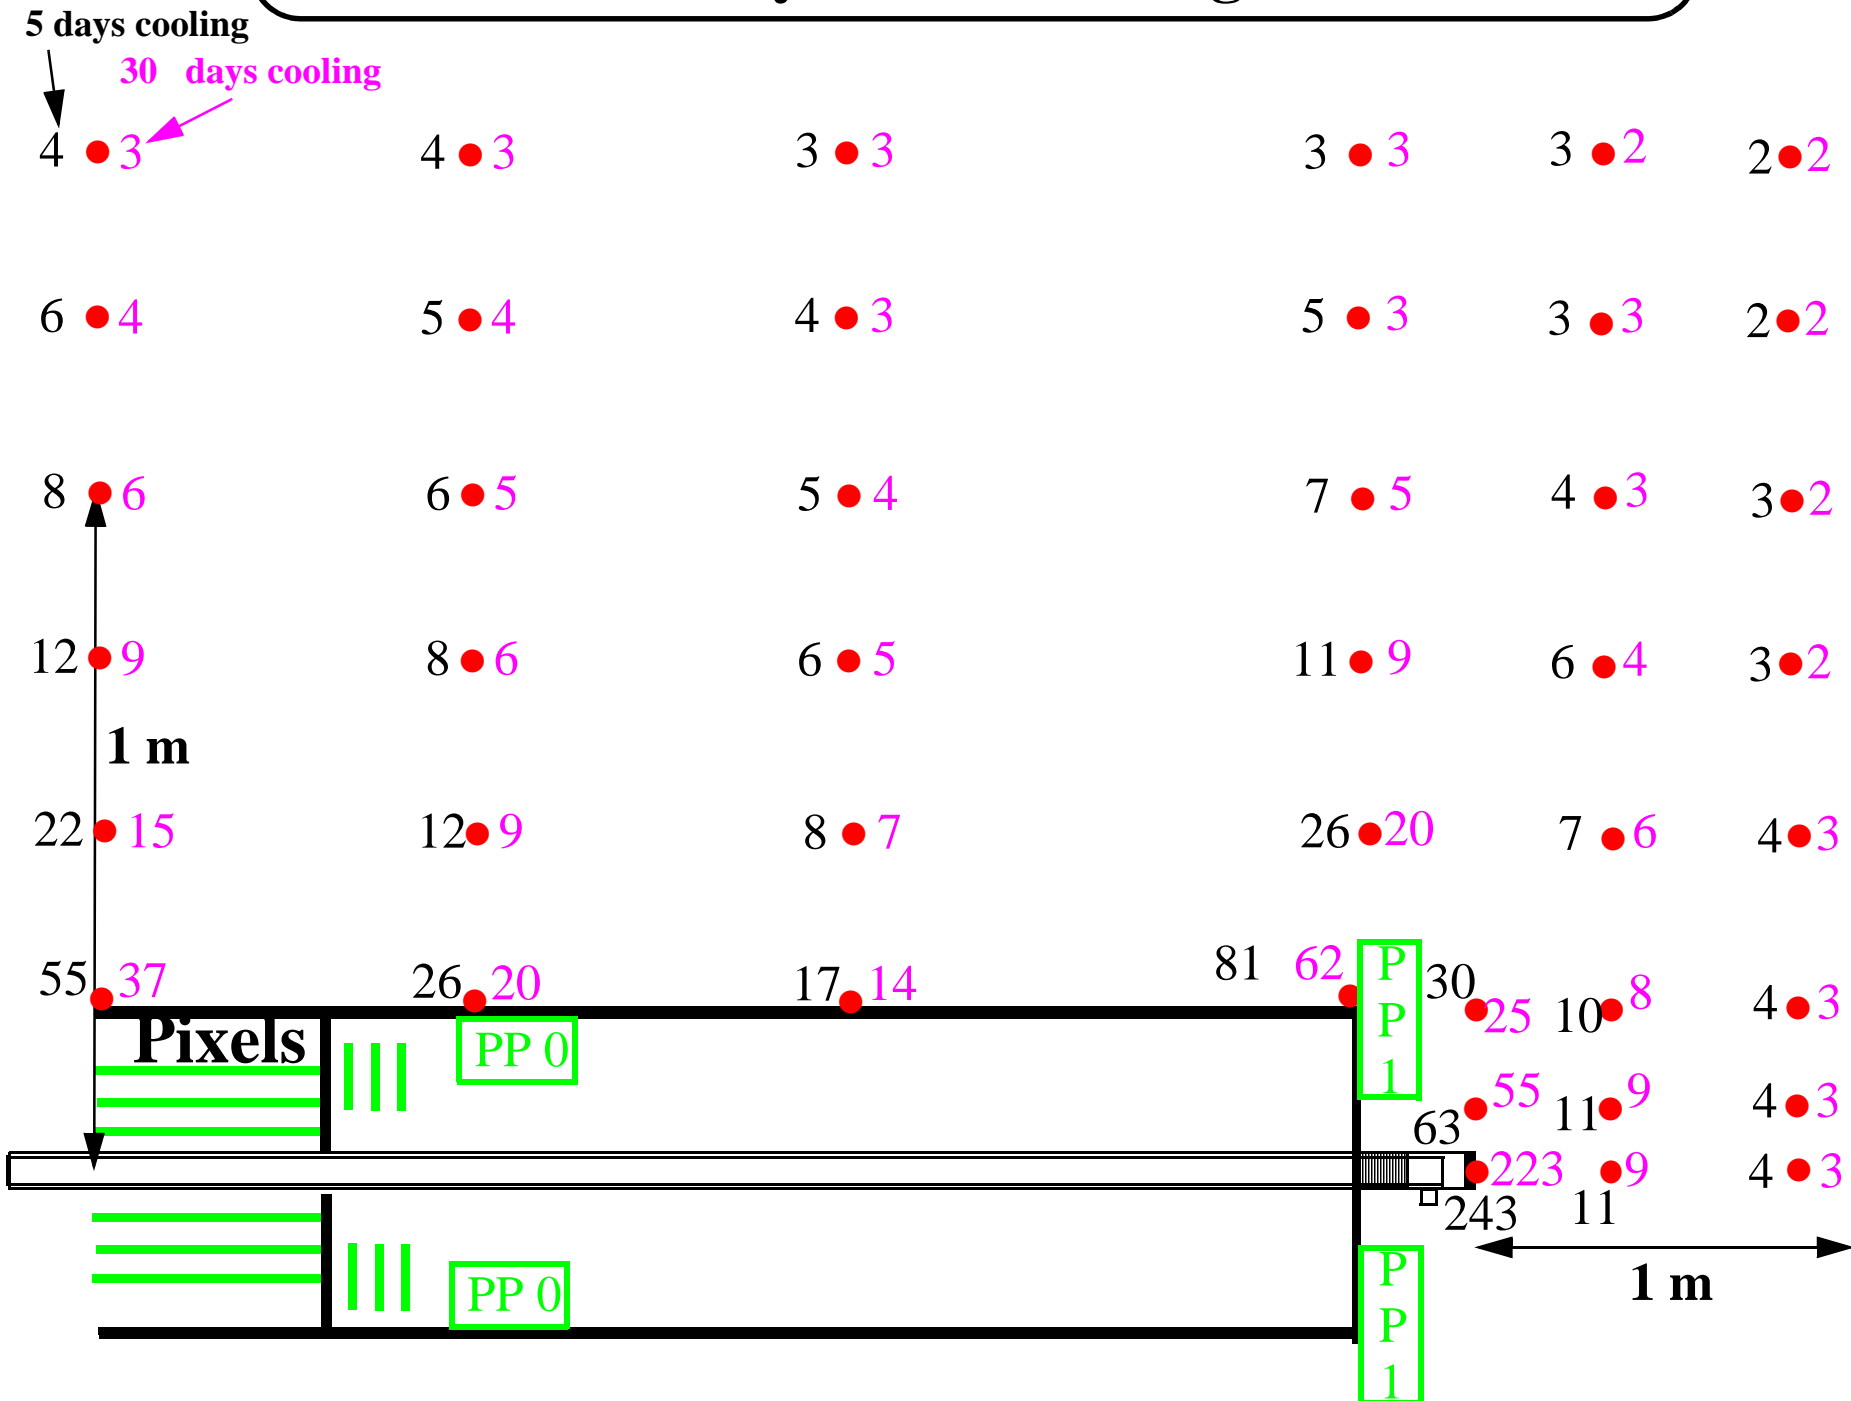 5 days cooling
30 days cooling
4 3 4 3 3 3 3 3 3 2 2 2
6 4 5 4 4 3 5 3 3 3 2 2
8 6 6 5 5 4 7 5 4 3 3 2
12 9 8 6 6 5 11 9 6 4 3 2
1 m
22 15 12 9 8 7 26 20 7 6 4 3
55 37 26 20 17 14 81 62 30 25 10 8 4 3
Pixels
PP 0
P
P
1
63 55 11 9 4 3
243 223 11 9 4 3
1 m
PP 0
P
P
1